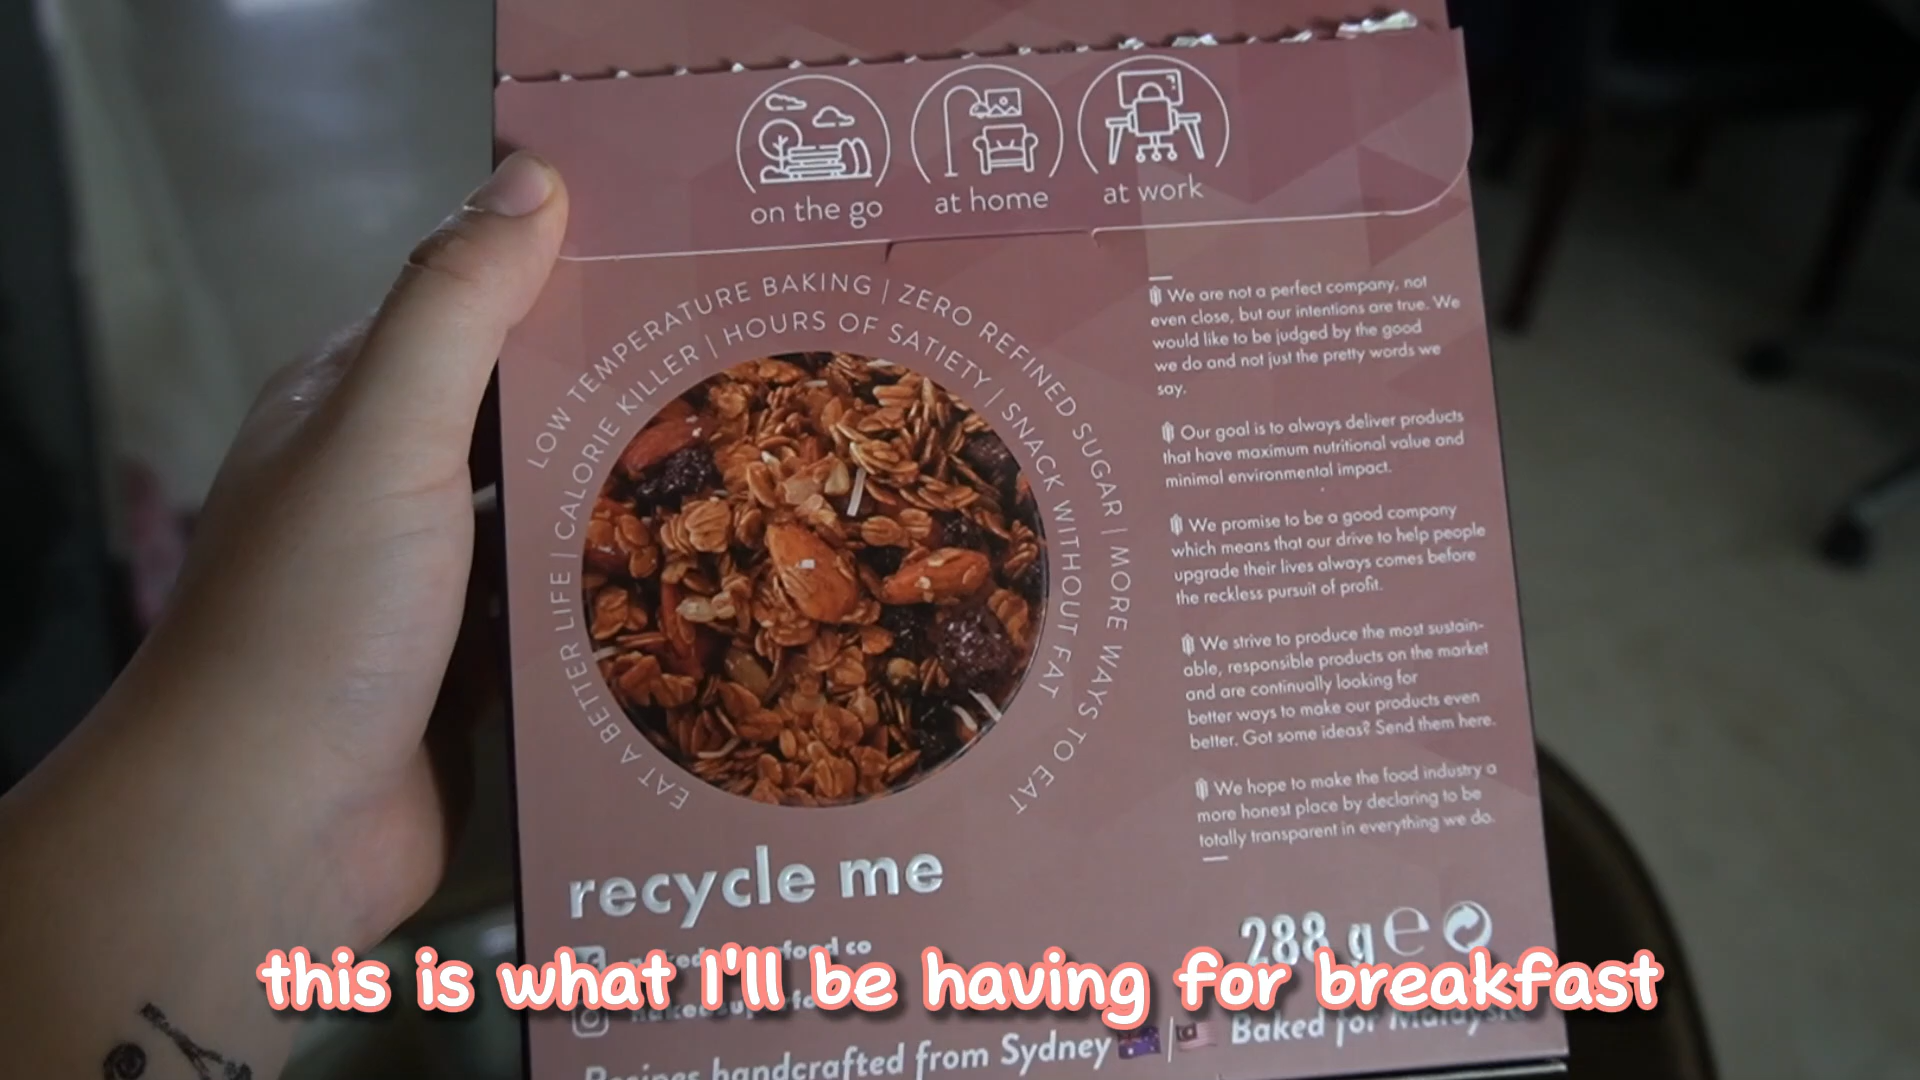 on the go
at home
at work
LOW TEMPERATURE BAKING | ZERO REFINED SUGAR | MORE WAYS TO EAT
EAT A BETTER LIFE | CALORIE KILLER | HOURS OF SATIETY | SNACK WITHOUT FAT
We are not a perfect company, not
even close, but our intentions are true. We
would like to be judged by the good
we do and not just the pretty words we
say.
Our goal is to always deliver products
that have maximum nutritional value and
minimal environmental impact.
We promise to be a good company
which means that our drive to help people
upgrade their lives always comes before
the reckless pursuit of profit.
We strive to produce the most sustain-
able, responsible products on the market
and are continually looking for
better ways to make our products even
better. Got some ideas? Send them here.
We hope to make the food industry a
more honest place by declaring to be
totally transparent in everything we do.
recycle me
288 g e
co
this is what I'll be having for breakfast
Recipes handcrafted from Sydney | Baked for Malaysia